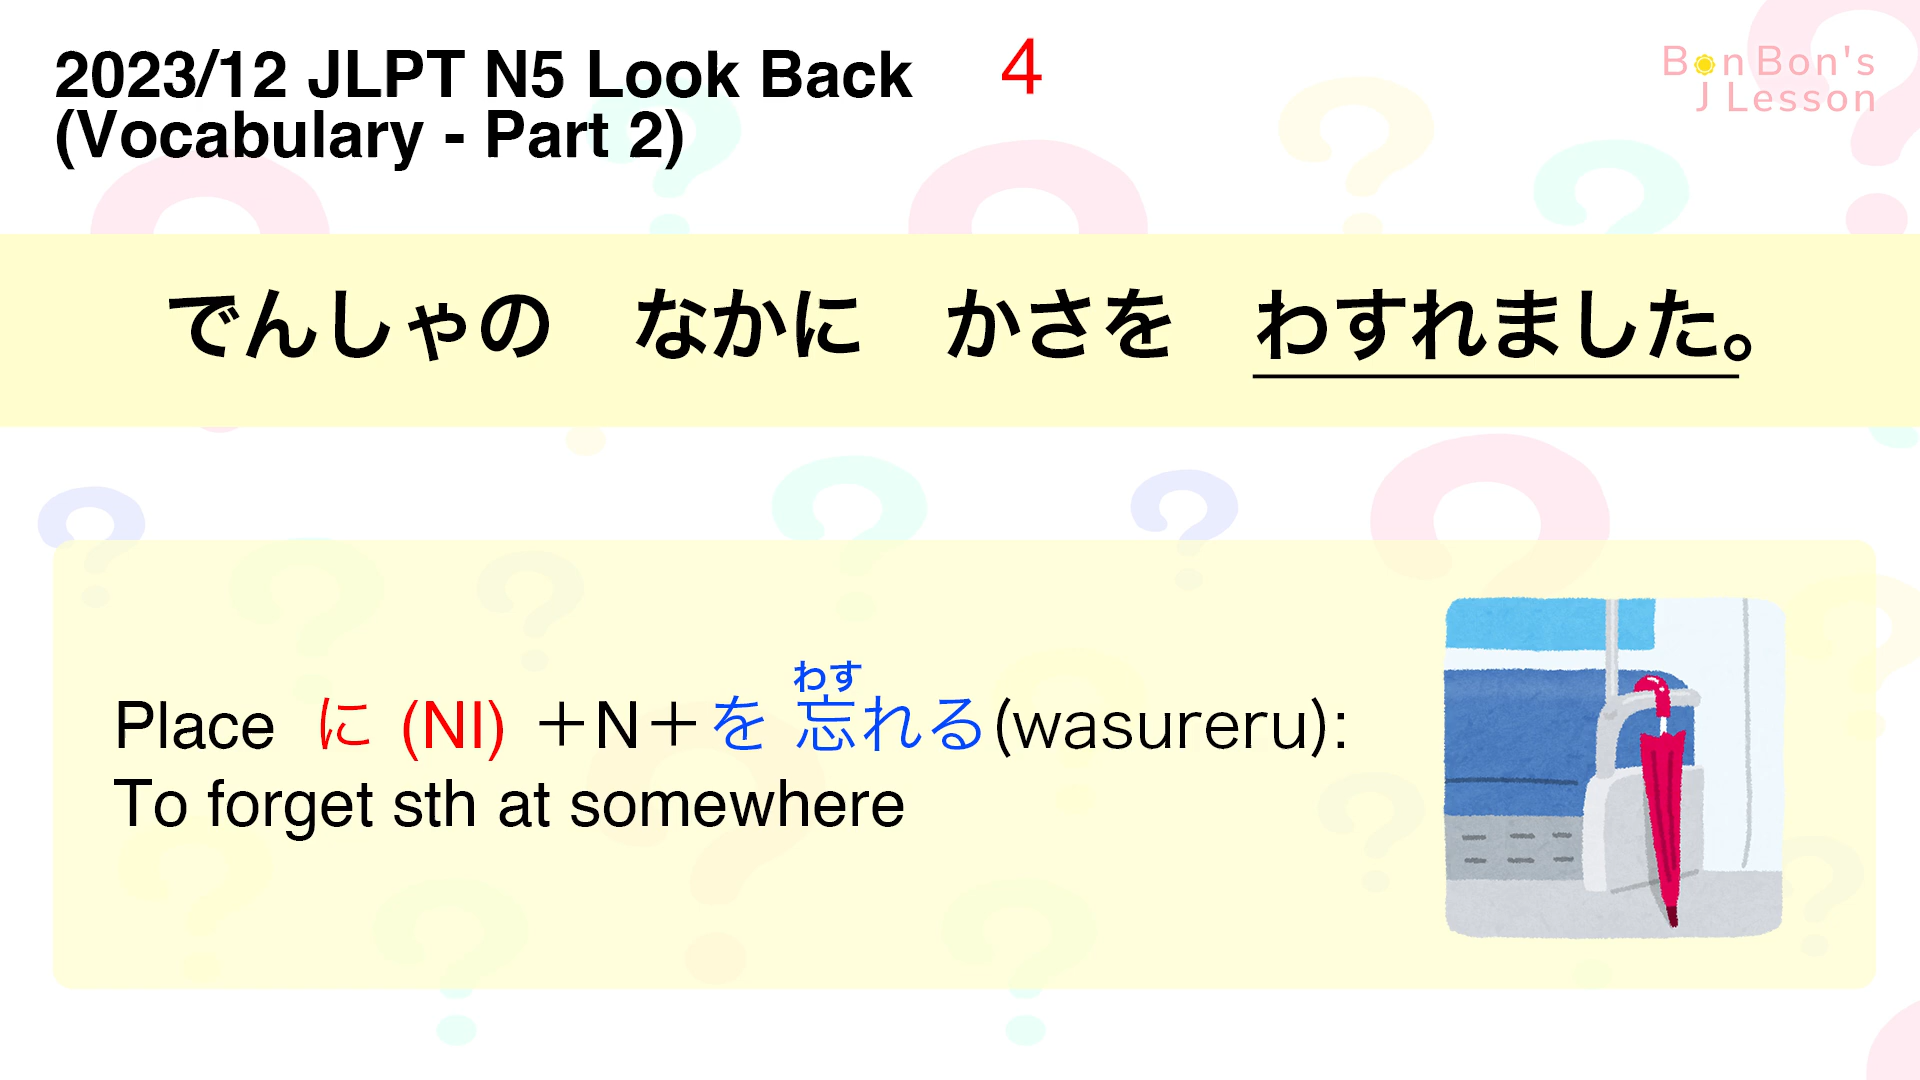 2023/12 JLPT N5 Look Back 4
(Vocabulary - Part 2)
B n Bon's
J Lesson
でんしゃの　なかに　かさを　わすれました。
わす
Place に (NI) ＋N＋を 忘れる(wasureru):
To forget sth at somewhere